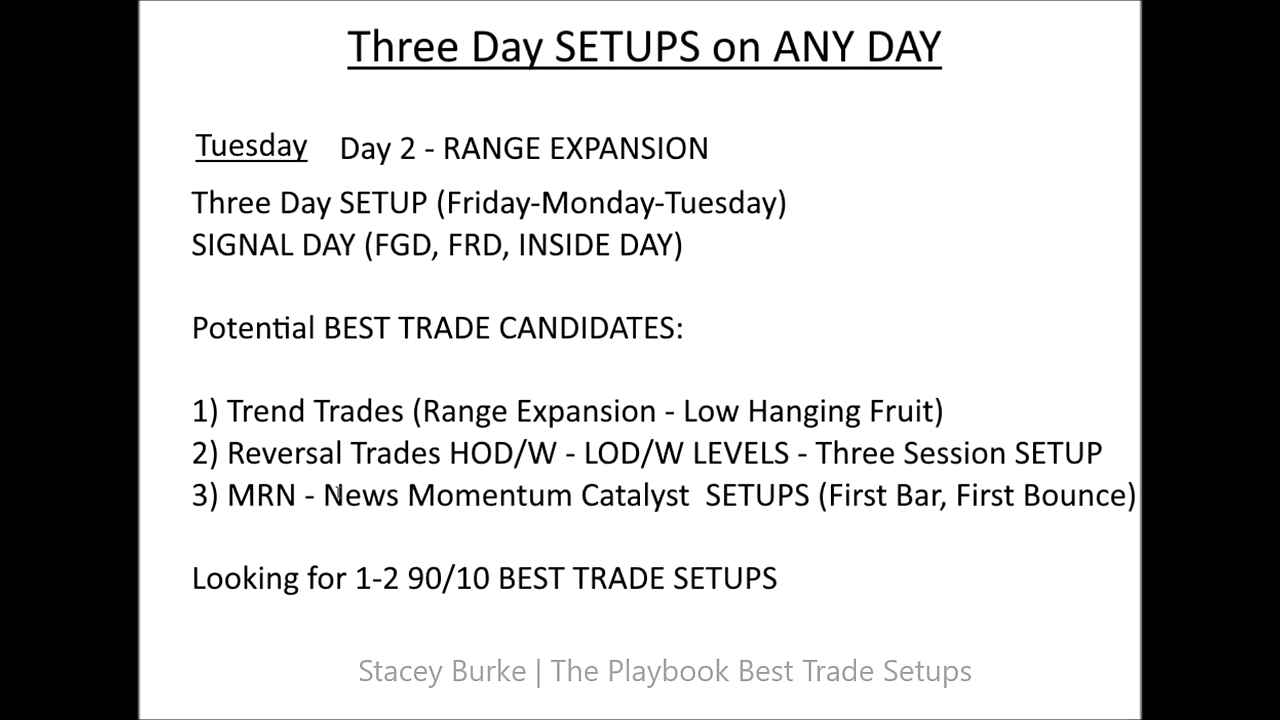 Three Day SETUPS on ANY DAY
Tuesday Day 2 - RANGE EXPANSION
Three Day SETUP (Friday-Monday-Tuesday)
SIGNAL DAY (FGD, FRD, INSIDE DAY)
Potential BEST TRADE CANDIDATES:
1) Trend Trades (Range Expansion - Low Hanging Fruit)
2) Reversal Trades HOD/W - LOD/W LEVELS - Three Session SETUP
3) MRN - News Momentum Catalyst SETUPS (First Bar, First Bounce)
Looking for 1-2 90/10 BEST TRADE SETUPS
Stacey Burke | The Playbook Best Trade Setups